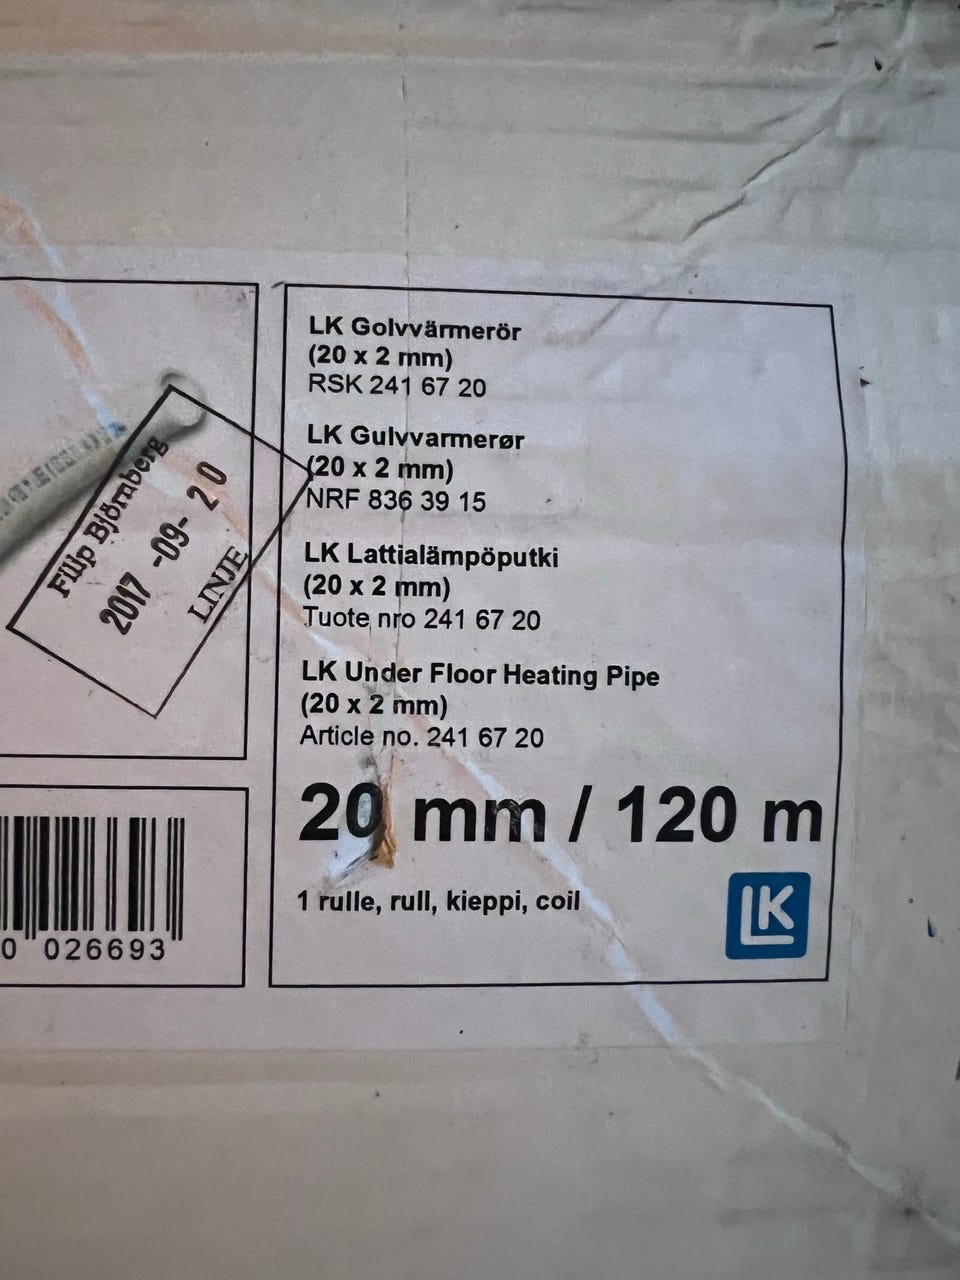 LK Golvvärmerör
(20 x 2 mm)
RSK 241 67 20
LK Gulvvarmerør
(20 x 2 mm)
NRF 836 39 15
LK Lattialämpöputki
(20 x 2 mm)
Tuote nro 241 67 20
LK Under Floor Heating Pipe
(20 x 2 mm)
Article no. 241 67 20
20 mm / 120 m
1 rulle, rull, kieppi, coil
LK
Filip Björnberg
2017 -09- 20
LINJE
0 026693